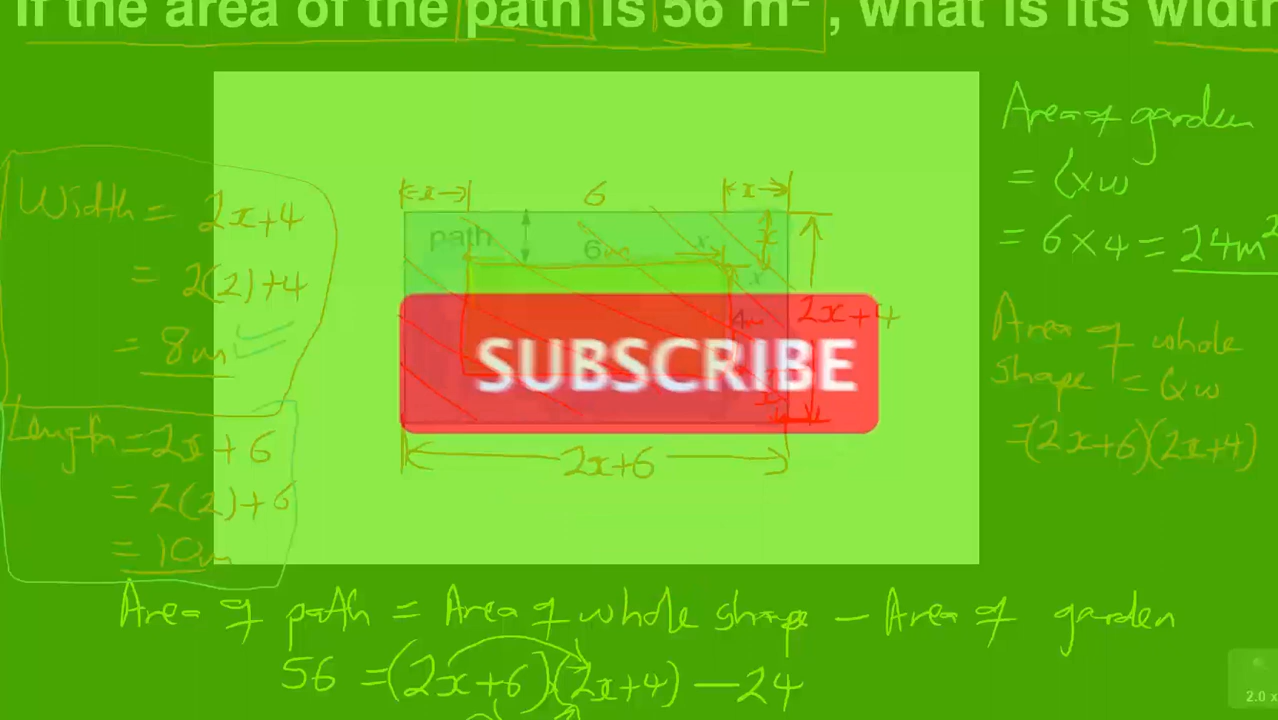 If the area of the path is 56 m², what is its width
Area of garden
= l×w
= 6×4 = 24m²
Area of whole
shape = l×w
=(2x+6)(2x+4)
Width = 2x+4
= 2(2)+4
= 8m
Length = 2x+6
= 2(2)+6
= 10m
x 6 x
path
6m x
x
x
4m 2x+4
SUBSCRIBE
x
2x+6
Area of path = Area of whole shape − Area of garden
56 =(2x+6)(2x+4) −24
2.0 x